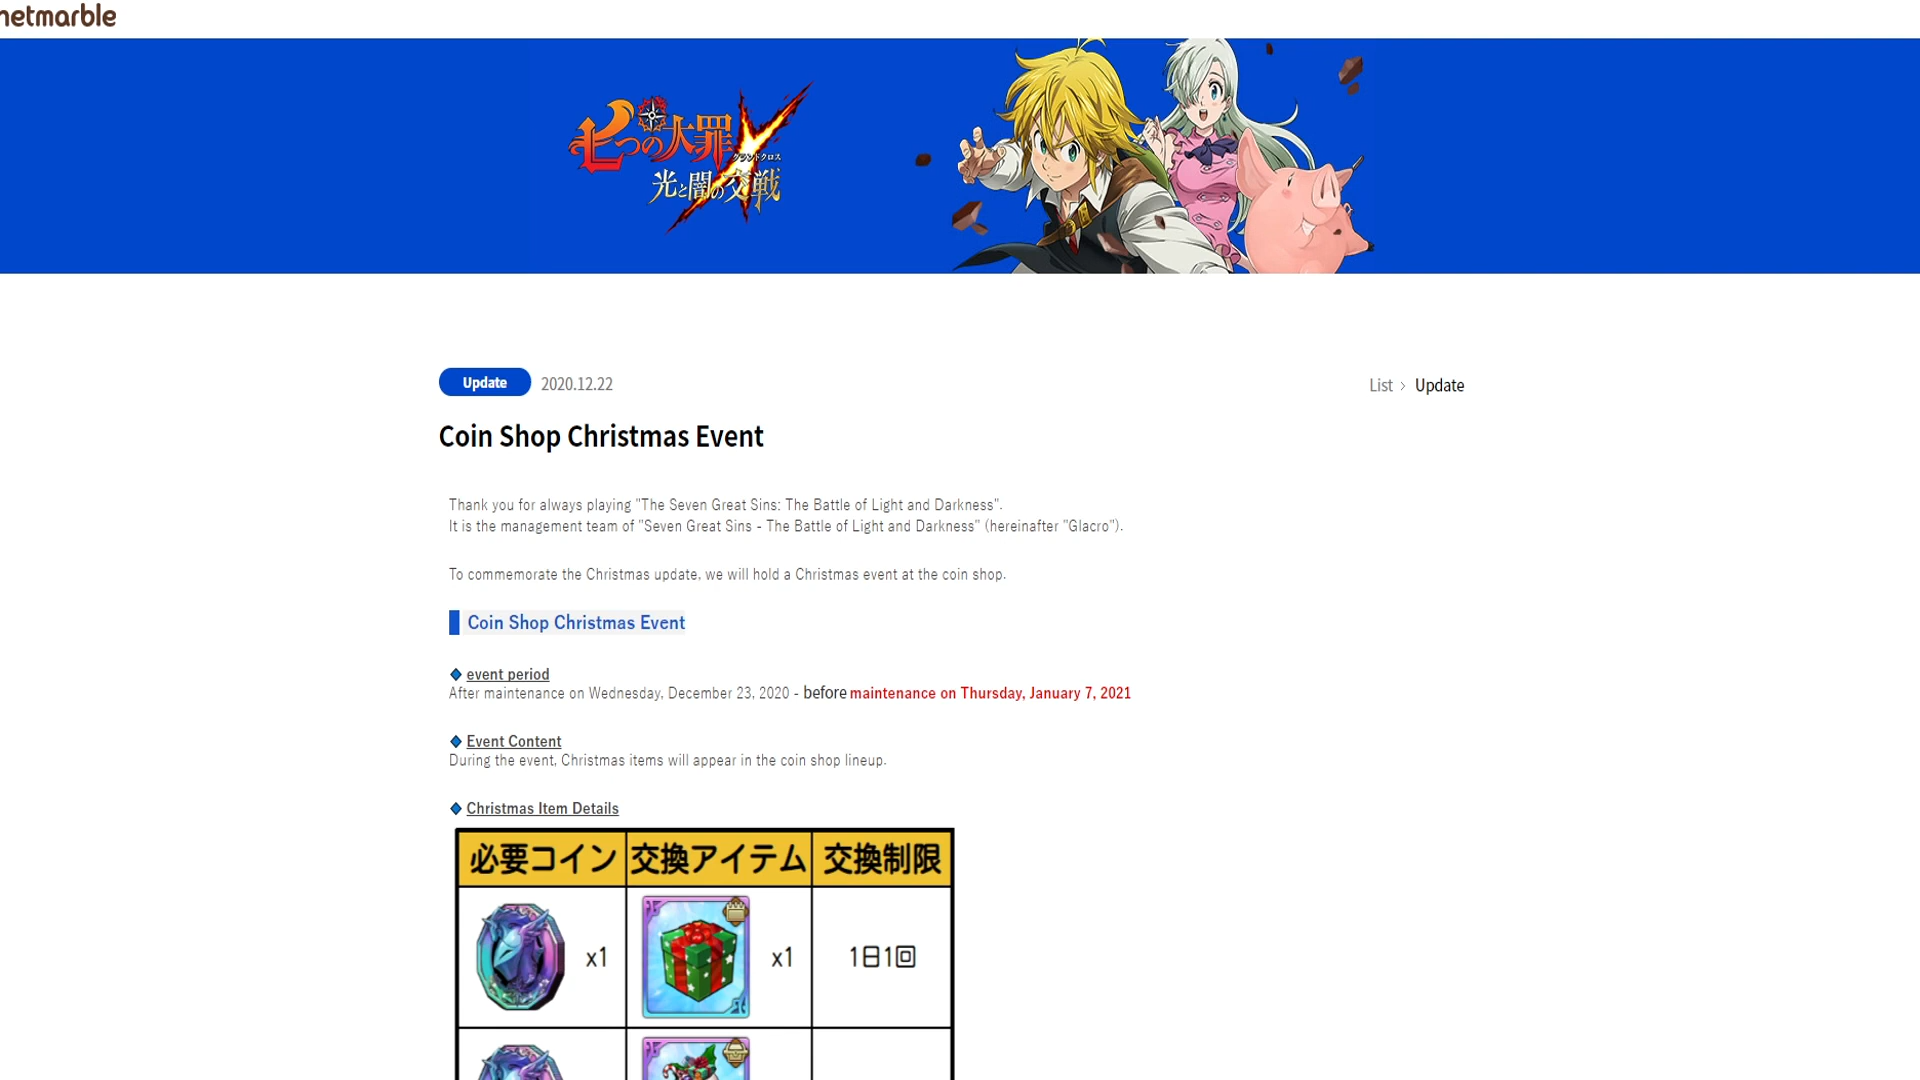 netmarble
七つの大罪
グランドクロス
光と闇の交戦
Update 2020.12.22
List > Update
Coin Shop Christmas Event
Thank you for always playing "The Seven Great Sins: The Battle of Light and Darkness".
It is the management team of "Seven Great Sins - The Battle of Light and Darkness" (hereinafter "Glacro").
To commemorate the Christmas update, we will hold a Christmas event at the coin shop.
Coin Shop Christmas Event
event period
After maintenance on Wednesday, December 23, 2020 - before maintenance on Thursday, January 7, 2021
Event Content
During the event, Christmas items will appear in the coin shop lineup.
Christmas Item Details
必要コイン 交換アイテム 交換制限
x1 x1 1日1回